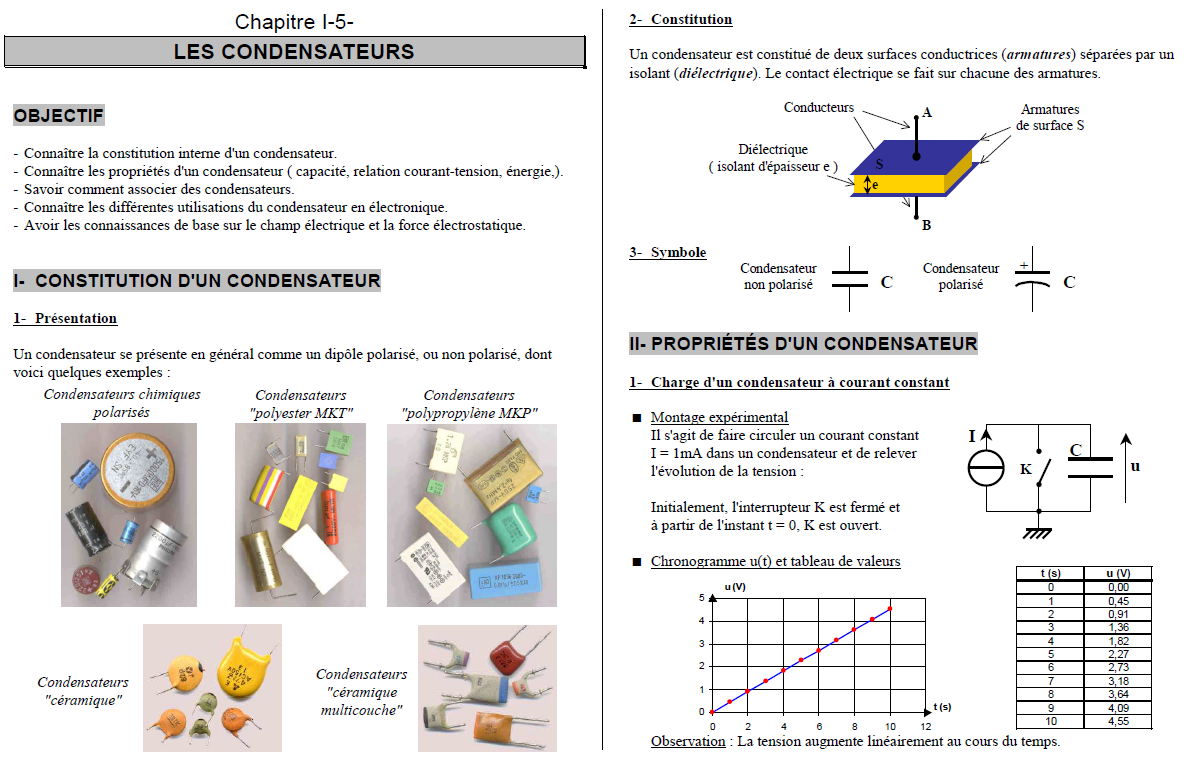 Chapitre I-5-
LES CONDENSATEURS
OBJECTIF
- Connaître la constitution interne d'un condensateur.
- Connaître les propriétés d'un condensateur ( capacité, relation courant-tension, énergie,).
- Savoir comment associer des condensateurs.
- Connaître les différentes utilisations du condensateur en électronique.
- Avoir les connaissances de base sur le champ électrique et la force électrostatique.
I- CONSTITUTION D'UN CONDENSATEUR
1- Présentation
Un condensateur se présente en général comme un dipôle polarisé, ou non polarisé, dont
voici quelques exemples :
Condensateurs chimiques
polarisés
Condensateurs
"polyester MKT"
Condensateurs
"polypropylène MKP"
Condensateurs
"céramique"
Condensateurs
"céramique
multicouche"
2- Constitution
Un condensateur est constitué de deux surfaces conductrices (armatures) séparées par un
isolant (diélectrique). Le contact électrique se fait sur chacune des armatures.
Conducteurs
A
Armatures
de surface S
Diélectrique
( isolant d'épaisseur e )
S
e
B
3- Symbole
Condensateur
non polarisé
C
Condensateur
polarisé
+
C
II- PROPRIÉTÉS D'UN CONDENSATEUR
1- Charge d'un condensateur à courant constant
■ Montage expérimental
Il s'agit de faire circuler un courant constant
I = 1mA dans un condensateur et de relever
l'évolution de la tension :
Initialement, l'interrupteur K est fermé et
à partir de l'instant t = 0, K est ouvert.
I
K
C
u
■ Chronogramme u(t) et tableau de valeurs
u (V)
5
4
3
2
1
0
0 2 4 6 8 10 12
t (s)
t (s) u (V)
0 0,00
1 0,45
2 0,91
3 1,36
4 1,82
5 2,27
6 2,73
7 3,18
8 3,64
9 4,09
10 4,55
Observation : La tension augmente linéairement au cours du temps.